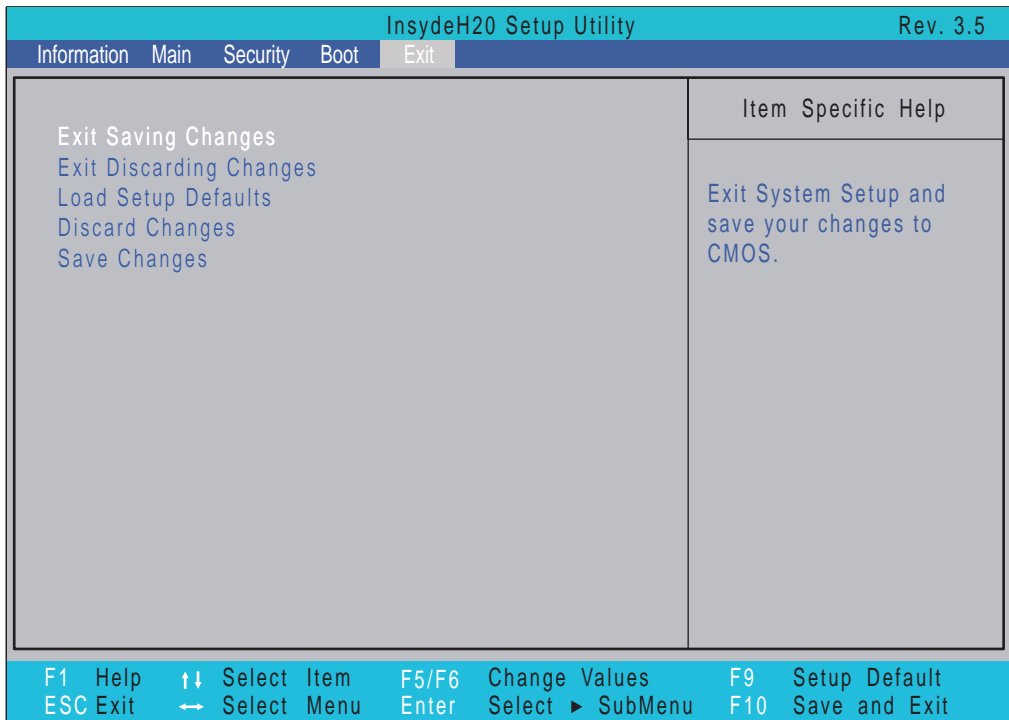 InsydeH20 Setup Utility Rev. 3.5
Information Main Security Boot Exit
Item Specific Help
Exit Saving Changes
Exit Discarding Changes
Load Setup Defaults
Discard Changes
Save Changes
Exit System Setup and
save your changes to
CMOS.
F1 Help ↑↓ Select Item F5/F6 Change Values F9 Setup Default
ESC Exit ↔ Select Menu Enter Select ► SubMenu F10 Save and Exit